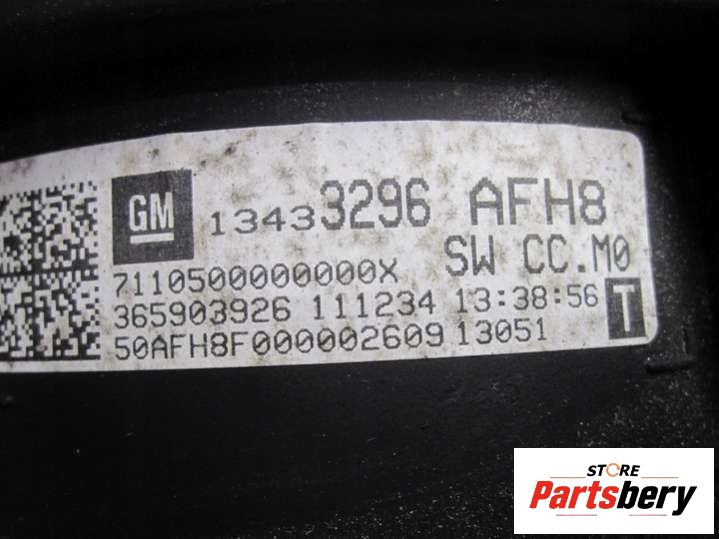 GM 13433296 AFH8
7110500000000X SW CC.M0
365903926 111234 13:38:56
50AFH8F000002609 13051 T
STORE
Partsbery